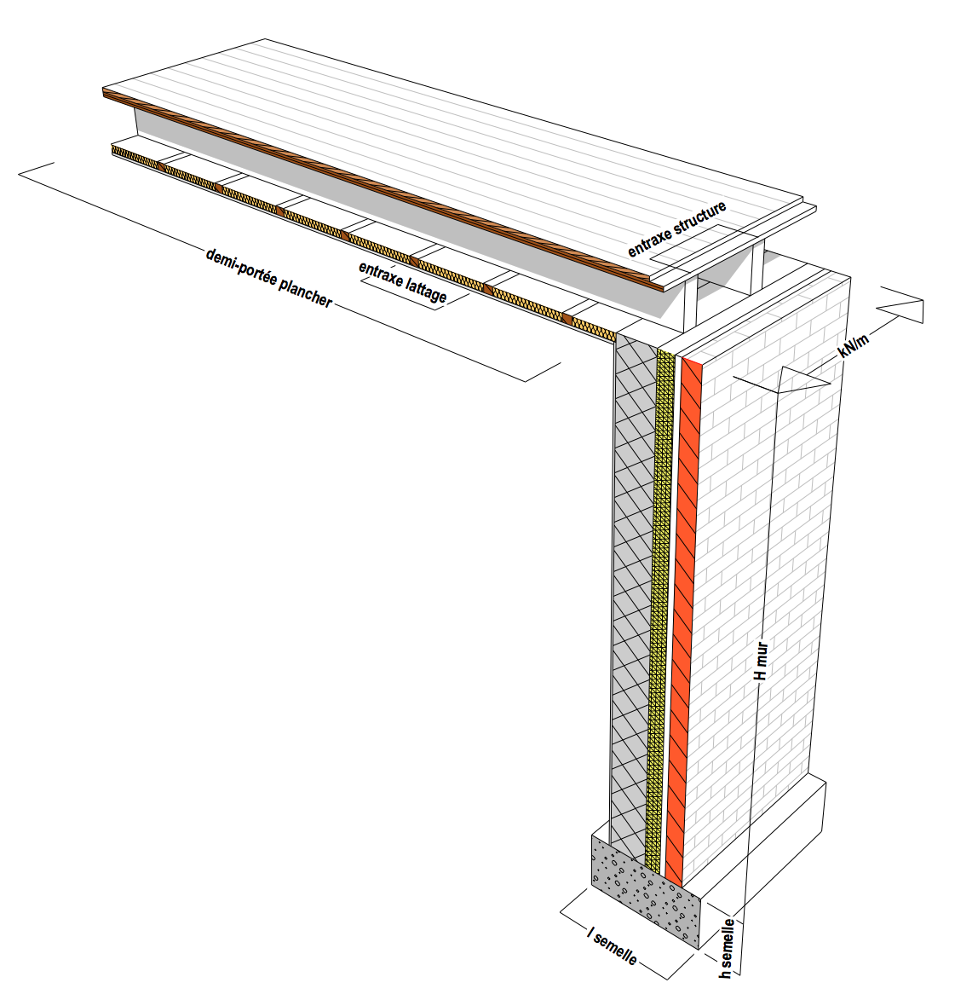 entraxe structure
demi-portée plancher
entraxe lattage
kN/m
H mur
l semelle
h semelle